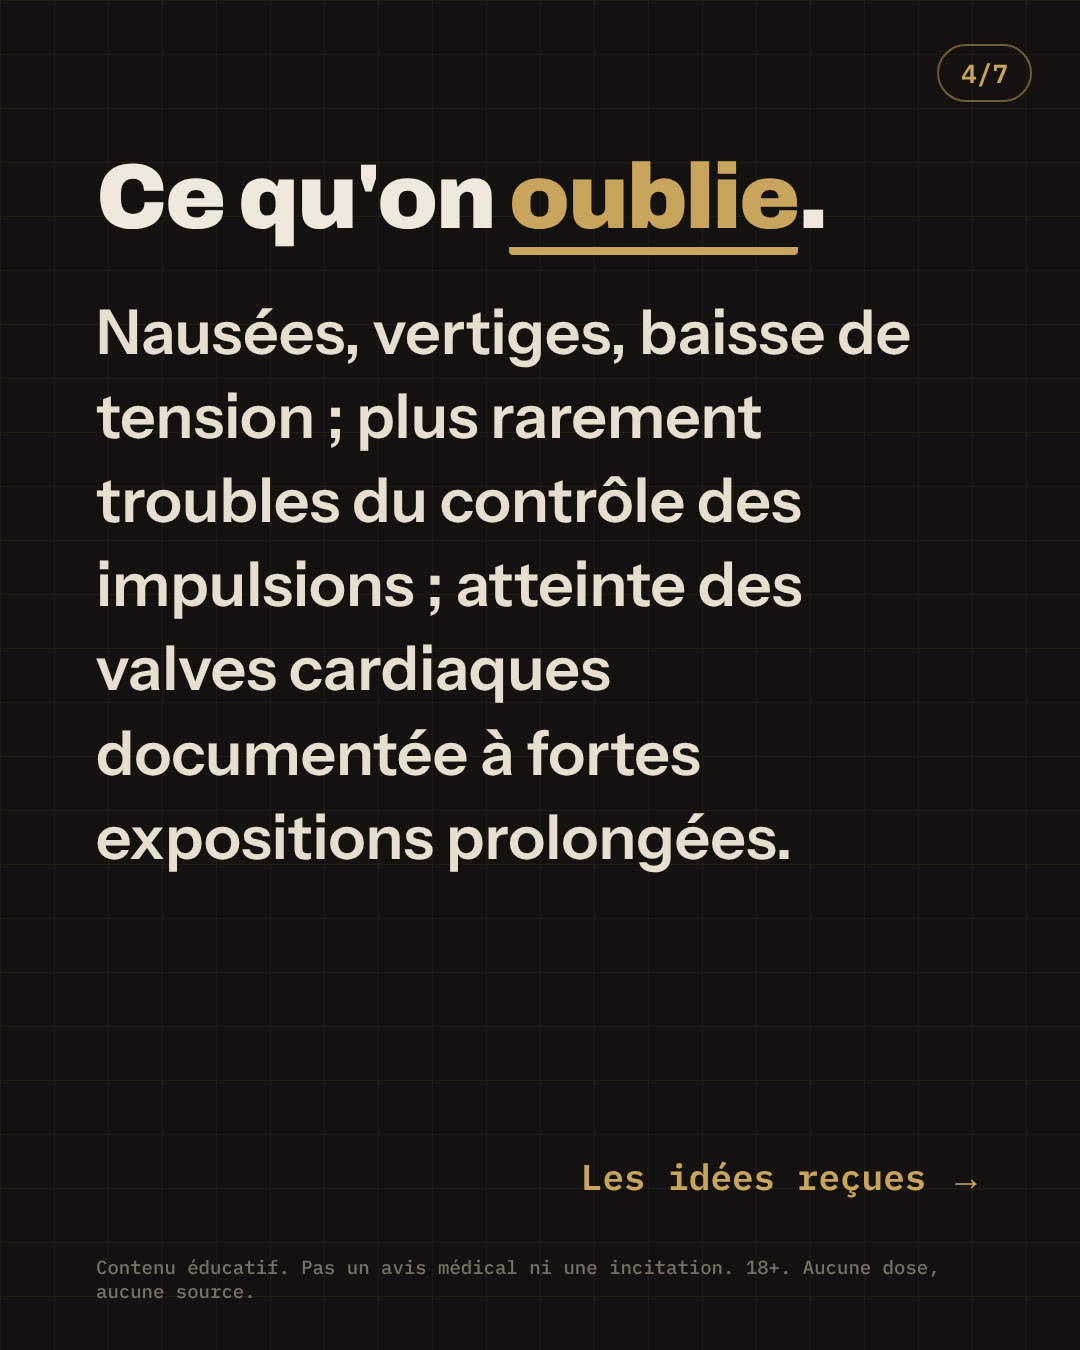 4/7
Ce qu'on oublie.
Nausées, vertiges, baisse de
tension ; plus rarement
troubles du contrôle des
impulsions ; atteinte des
valves cardiaques
documentée à fortes
expositions prolongées.
Les idées reçues →
Contenu éducatif. Pas un avis médical ni une incitation. 18+. Aucune dose,
aucune source.